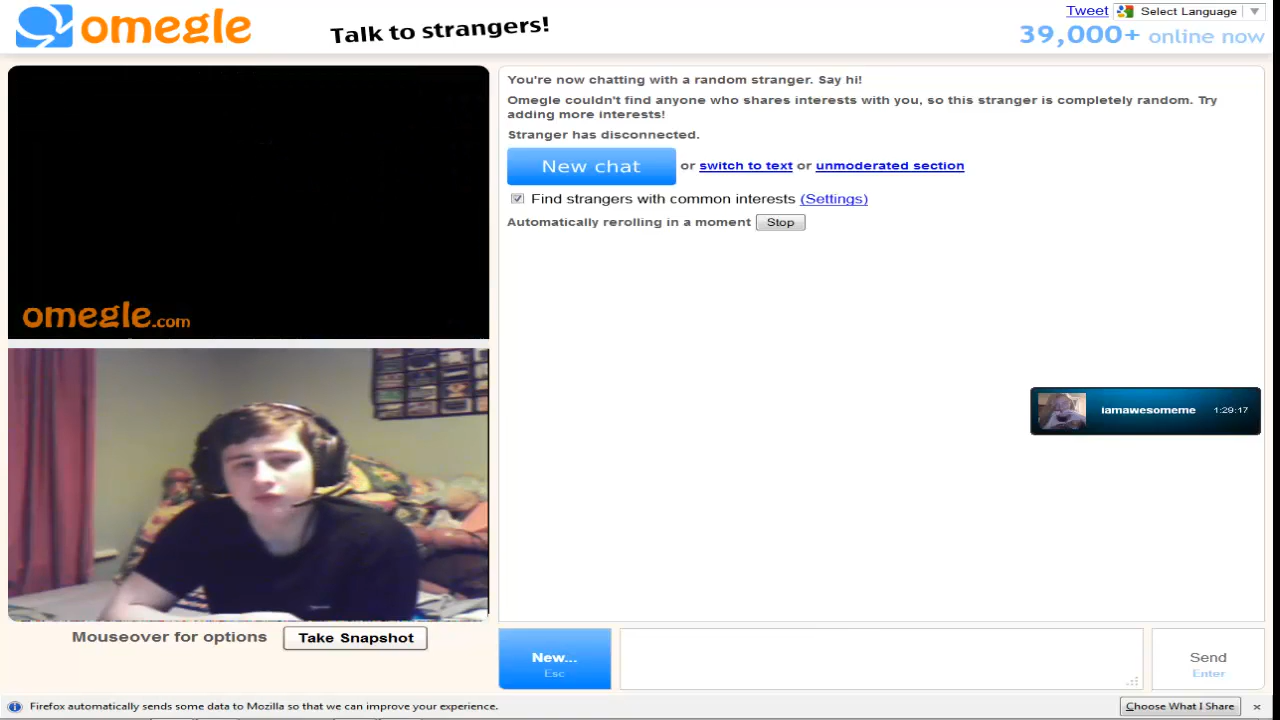 omegle
Talk to strangers!
Tweet
Select Language
39,000+ online now
You're now chatting with a random stranger. Say hi!
Omegle couldn't find anyone who shares interests with you, so this stranger is completely random. Try
adding more interests!
Stranger has disconnected.
New chat or switch to text or unmoderated section
Find strangers with common interests (Settings)
Automatically rerolling in a moment Stop
omegle.com
iamawesomeme 1:29:17
Mouseover for options Take Snapshot
New...
Esc
Send
Enter
Firefox automatically sends some data to Mozilla so that we can improve your experience.
Choose What I Share ×